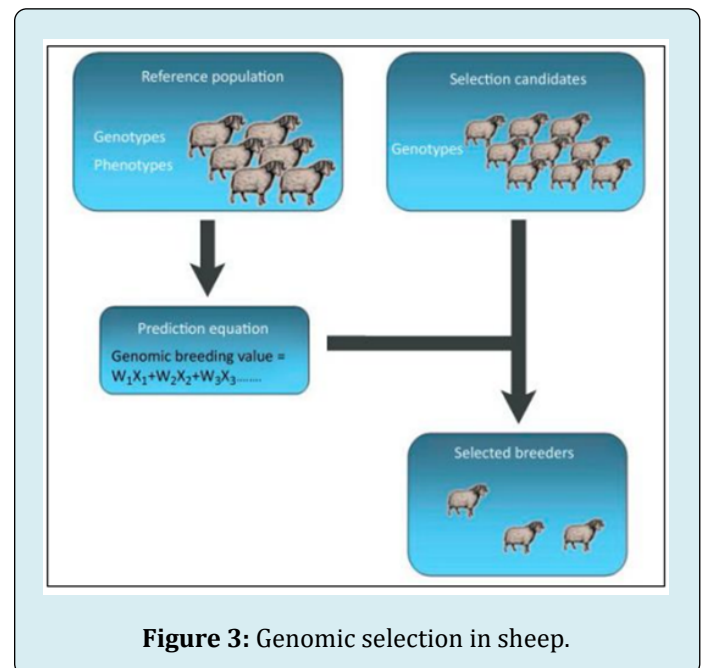 Reference population
Genotypes
Phenotypes
Selection candidates
Genotypes
Prediction equation
Genomic breeding value =
W₁X₁+W₂X₂+W₃X₃........
Selected breeders
Figure 3: Genomic selection in sheep.